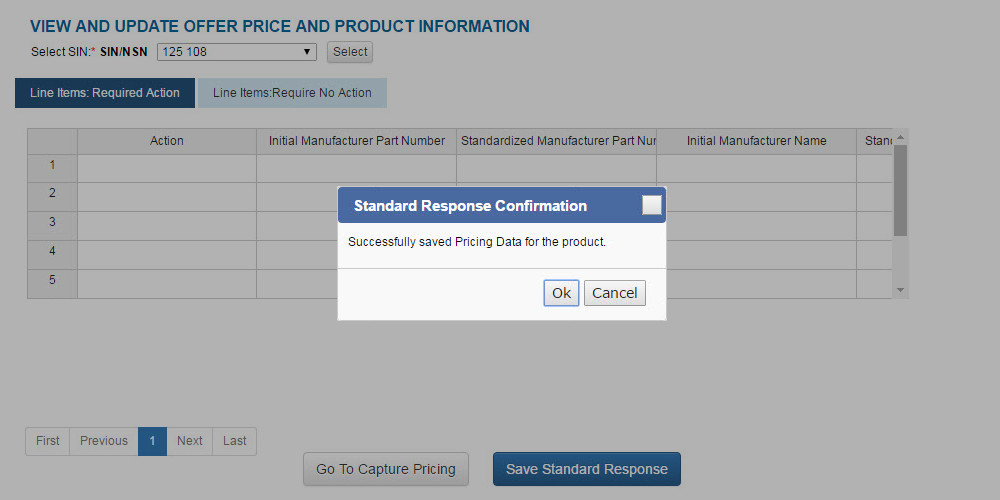 VIEW AND UPDATE OFFER PRICE AND PRODUCT INFORMATION
Select SIN:* SIN/NSN 125 108 Select
Line Items: Required Action Line Items:Require No Action
Action Initial Manufacturer Part Number Standardized Manufacturer Part Nur Initial Manufacturer Name Stand
1
2
3
4
5
Standard Response Confirmation
Successfully saved Pricing Data for the product.
Ok Cancel
First Previous 1 Next Last
Go To Capture Pricing Save Standard Response